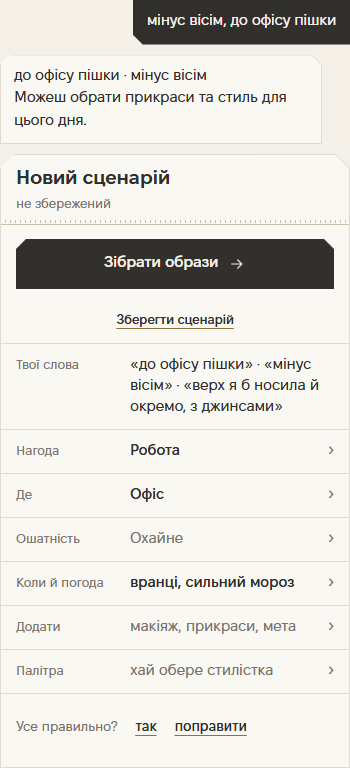 мінус вісім, до офісу пішки
до офісу пішки · мінус вісім
Можеш обрати прикраси та стиль для
цього дня.
Новий сценарій
не збережений
Зібрати образи →
Зберегти сценарій
Твої слова «до офісу пішки» · «мінус
вісім» · «верх я б носила й
окремо, з джинсами»
Нагода Робота ›
Де Офіс ›
Ошатність Охайне ›
Коли й погода вранці, сильний мороз ›
Додати макіяж, прикраси, мета ›
Палітра хай обере стилістка ›
Усе правильно? так поправити